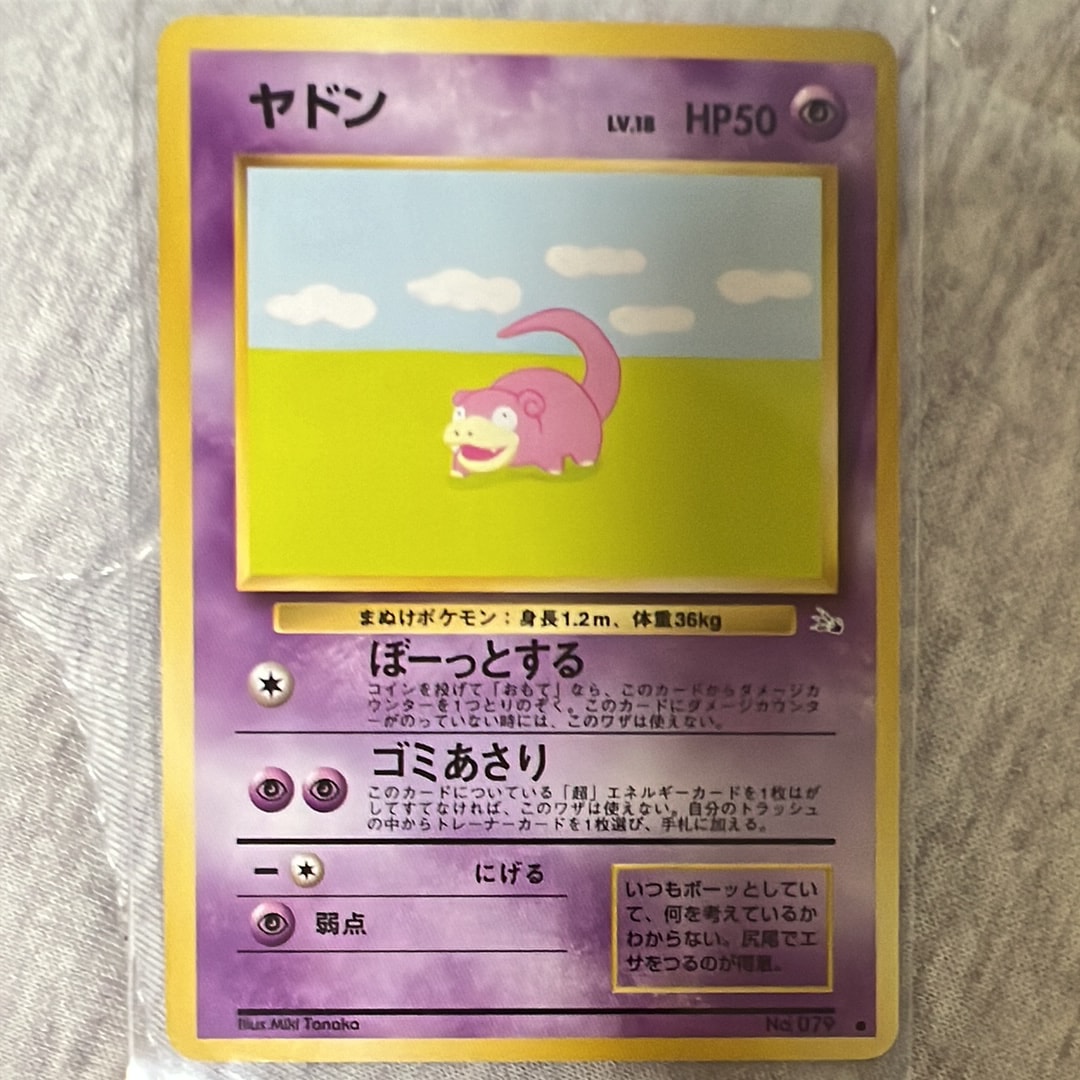 ヤドン LV.18 HP50
まぬけポケモン：身長1.2m、体重36kg
ぼーっとする
コインを投げて「おもて」なら、このカードからダメージカ
ウンターを1つとりのぞく。このカードにダメージカウンタ
ーがのっていない時には、このワザは使えない。
ゴミあさり
このカードについている「超」エネルギーカードを1枚はが
してすてなければ、このワザは使えない。自分のトラッシュ
の中からトレーナーカードを1枚選び、手札に加える。
ー にげる
弱点
いつもボーッとしてい
て、何を考えているか
わからない。尻尾でエ
サをつるのが得意。
Illus.Miki Tanaka No.079